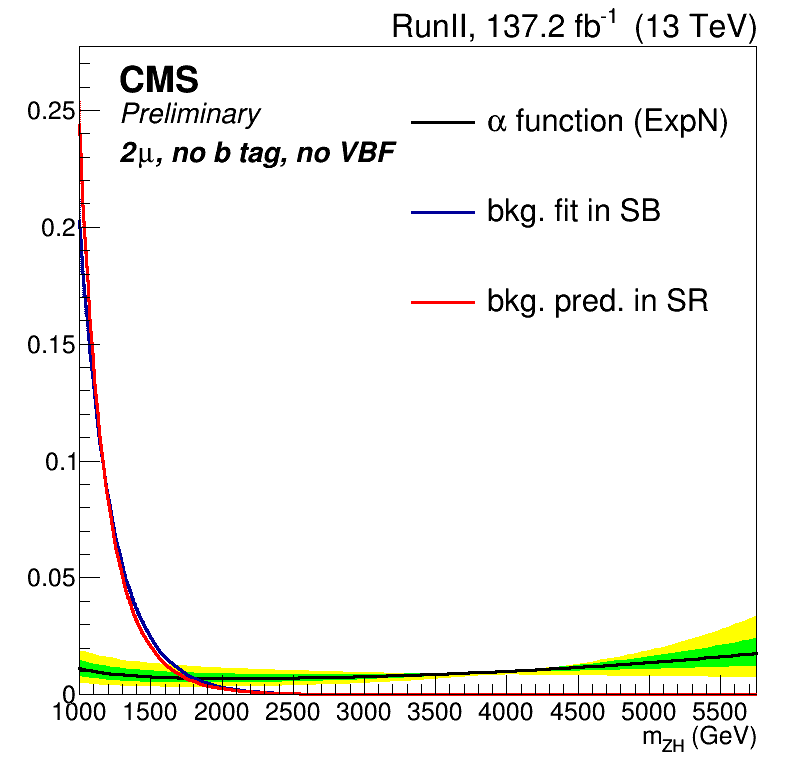 RunII, 137.2 fb-1 (13 TeV)
CMS
Preliminary
2μ, no b tag, no VBF
α function (ExpN)
bkg. fit in SB
bkg. pred. in SR
0.25
0.2
0.15
0.1
0.05
0
1000 1500 2000 2500 3000 3500 4000 4500 5000 5500
mZH (GeV)